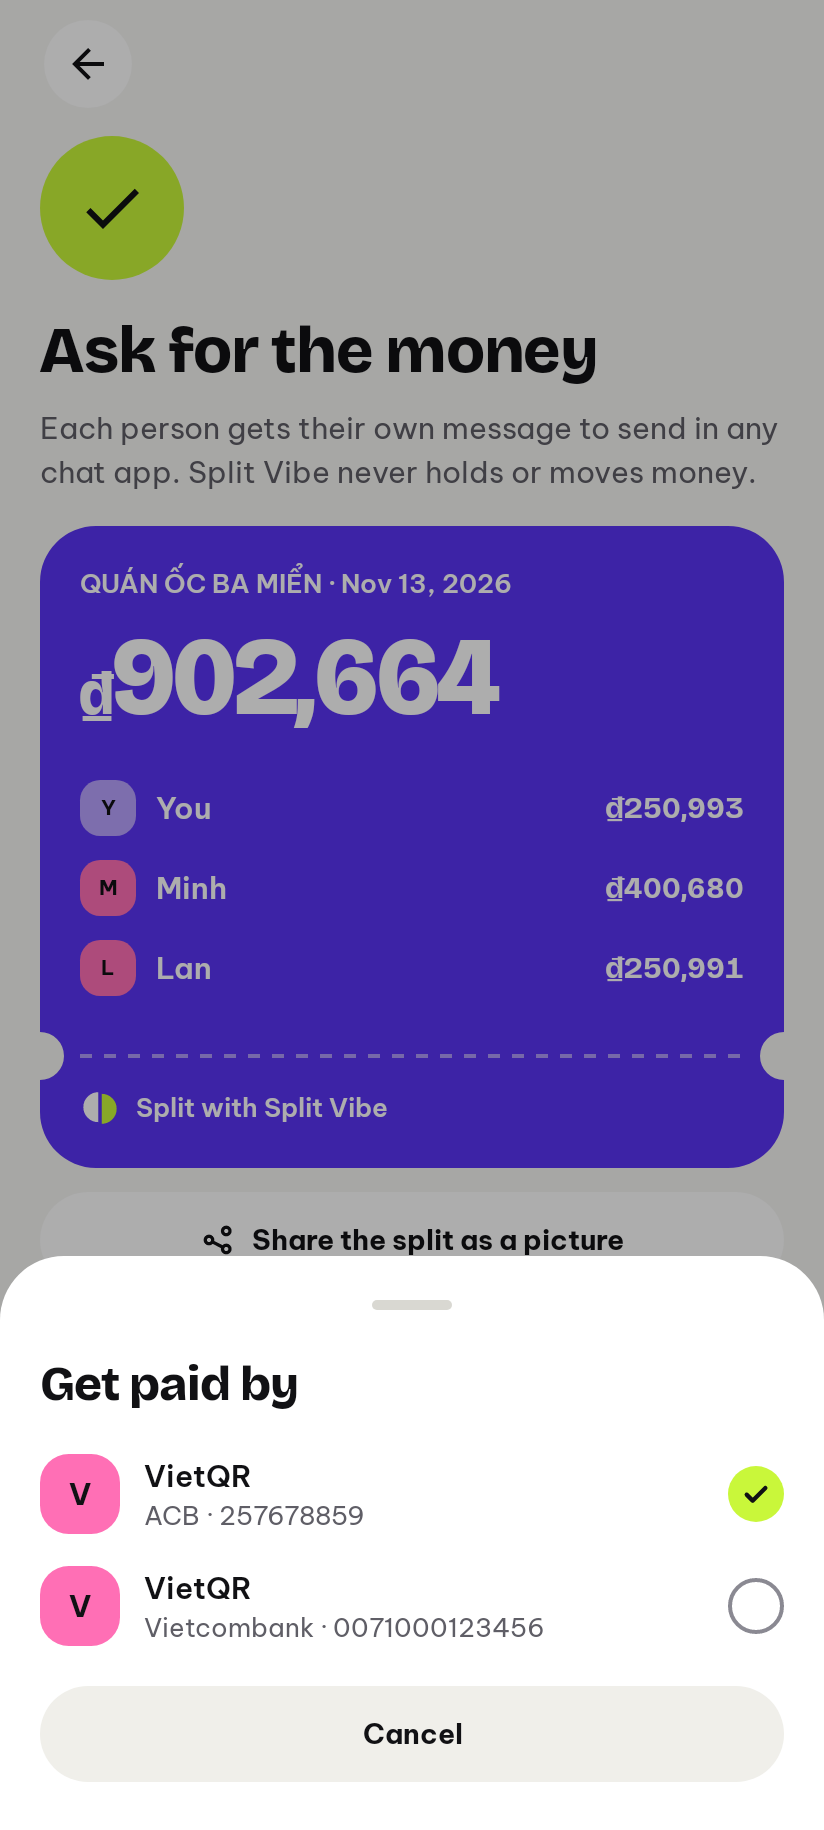 Ask for the money
Each person gets their own message to send in any
chat app. Split Vibe never holds or moves money.
QUÁN ỐC BA MIỂN · Nov 13, 2026
₫902,664
Y You ₫250,993
M Minh ₫400,680
L Lan ₫250,991
Split with Split Vibe
Share the split as a picture
Get paid by
V VietQR
ACB · 257678859
V VietQR
Vietcombank · 0071000123456
Cancel